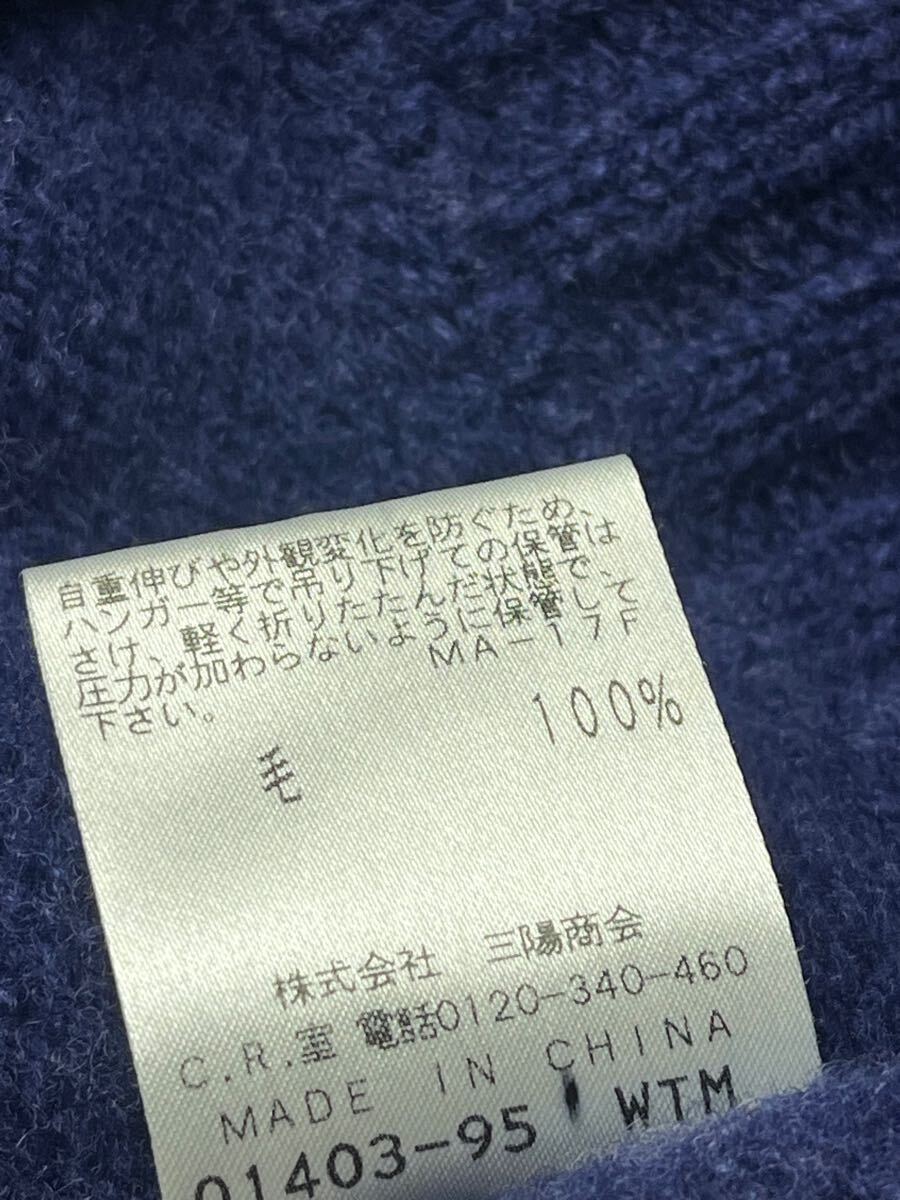 自重伸びや外観変化を防ぐため、
ハンガー等で吊り下げての保管は
さけ、軽く折りたたんだ状態で、
圧力が加わらないように保管して
下さい。 MA-17F
毛 100%
株式会社 三陽商会
C.R.室 電話0120-340-460
MADE IN CHINA
01403-95 WTM